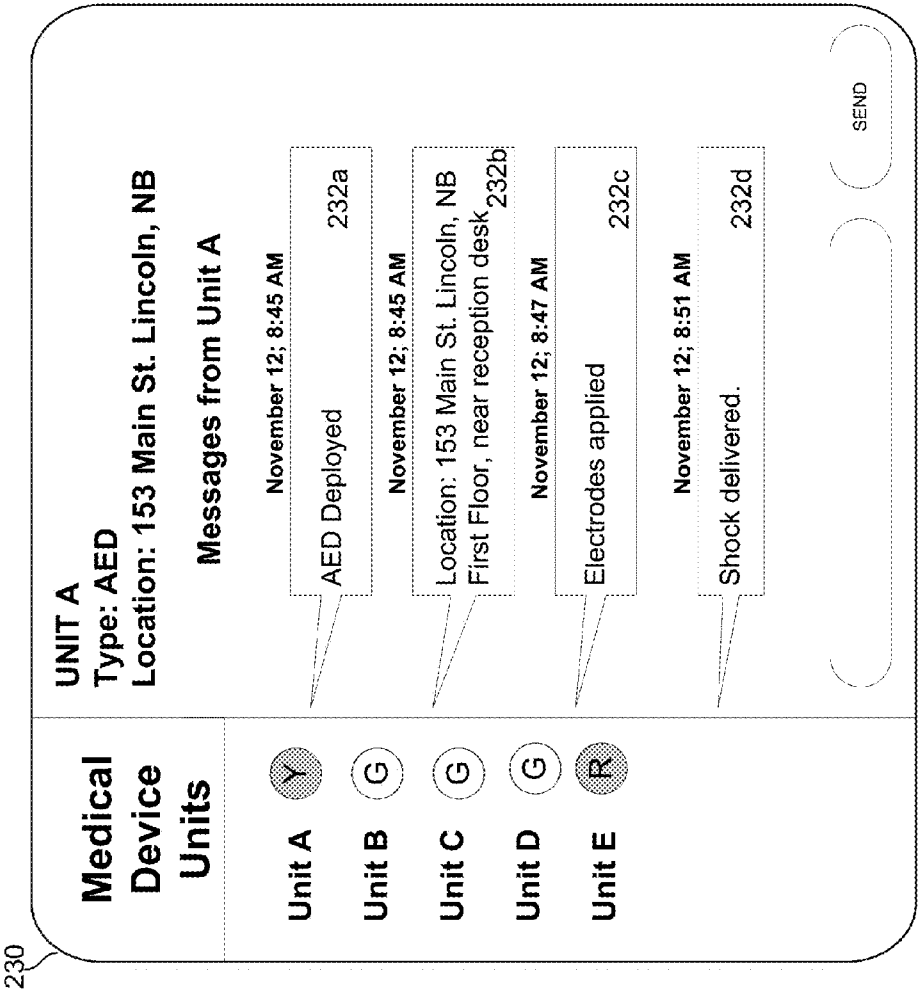 230
Medical
Device
Units
Unit A Y
Unit B G
Unit C G
Unit D G
Unit E R
UNIT A
Type: AED
Location: 153 Main St. Lincoln, NB
Messages from Unit A
November 12; 8:45 AM
AED Deployed
232a
November 12; 8:45 AM
Location: 153 Main St. Lincoln, NB
First Floor, near reception desk
232b
November 12; 8:47 AM
Electrodes applied
232c
November 12; 8:51 AM
Shock delivered.
232d
SEND